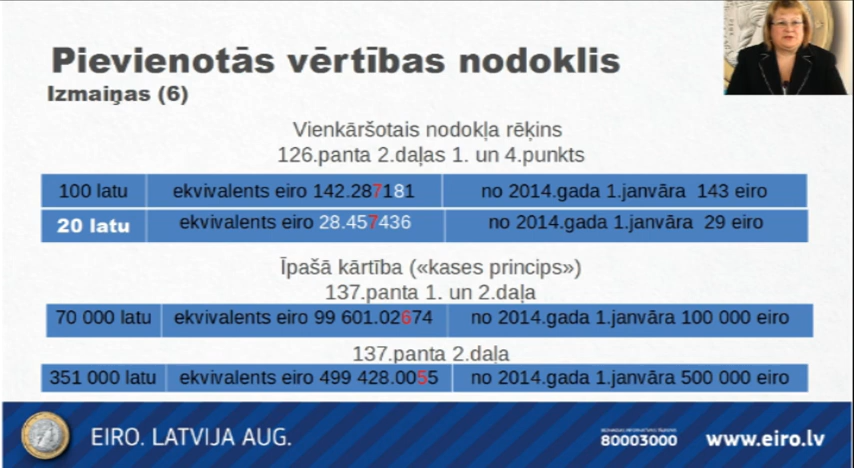 Pievienotās vērtības nodoklis
Izmaiņas (6)
Vienkāršotais nodokļa rēķins
126.panta 2.daļas 1. un 4.punkts
100 latu ekvivalents eiro 142.287181 no 2014.gada 1.janvāra 143 eiro
20 latu ekvivalents eiro 28.457436 no 2014.gada 1.janvāra 29 eiro
Īpašā kārtība («kases princips»)
137.panta 1. un 2.daļa
70 000 latu ekvivalents eiro 99 601.02674 no 2014.gada 1.janvāra 100 000 eiro
137.panta 2.daļa
351 000 latu ekvivalents eiro 499 428.0055 no 2014.gada 1.janvāra 500 000 eiro
EIRO. LATVIJA AUG.
80003000
www.eiro.lv